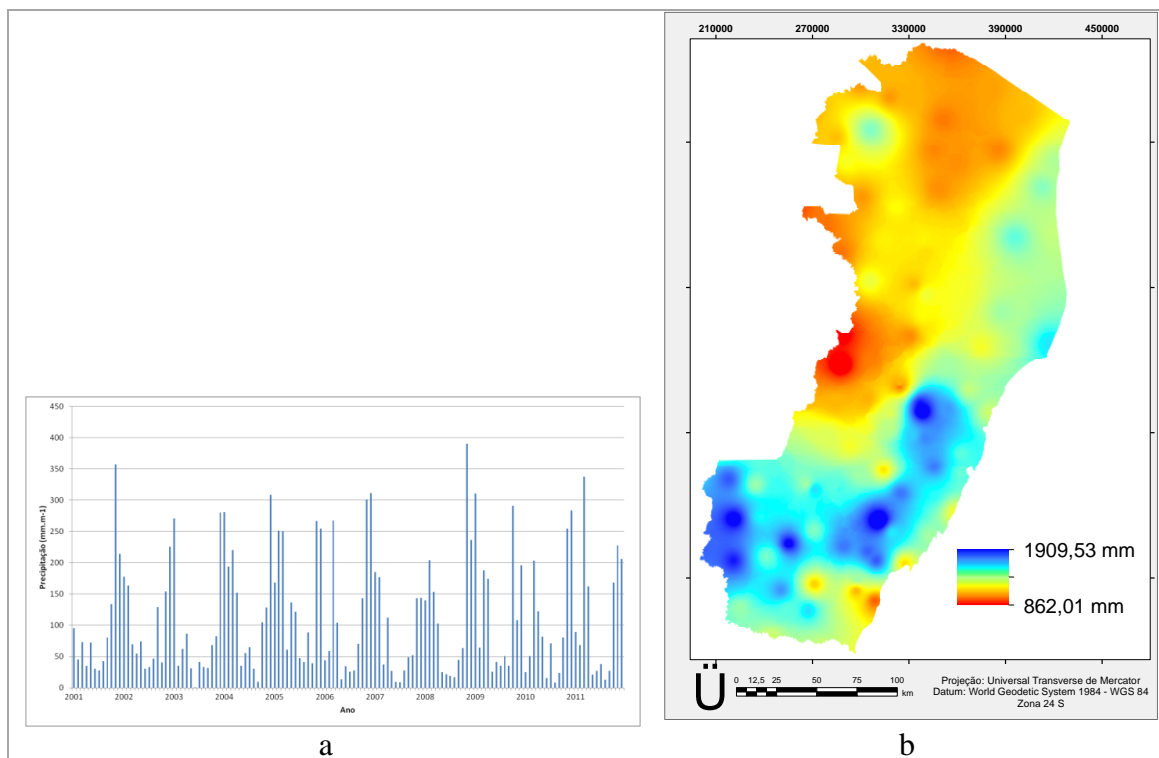 210000 270000 330000 390000 450000
450
400
350
300
250
200
150
100
50
0
Precipitação (mm.m-1)
2001 2002 2003 2004 2005 2006 2007 2008 2009 2010 2011
Ano
a
1909,53 mm
862,01 mm
Ü
0 12,5 25 50 75 100
km
Projeção: Universal Transverse de Mercator
Datum: World Geodetic System 1984 - WGS 84
Zona 24 S
b